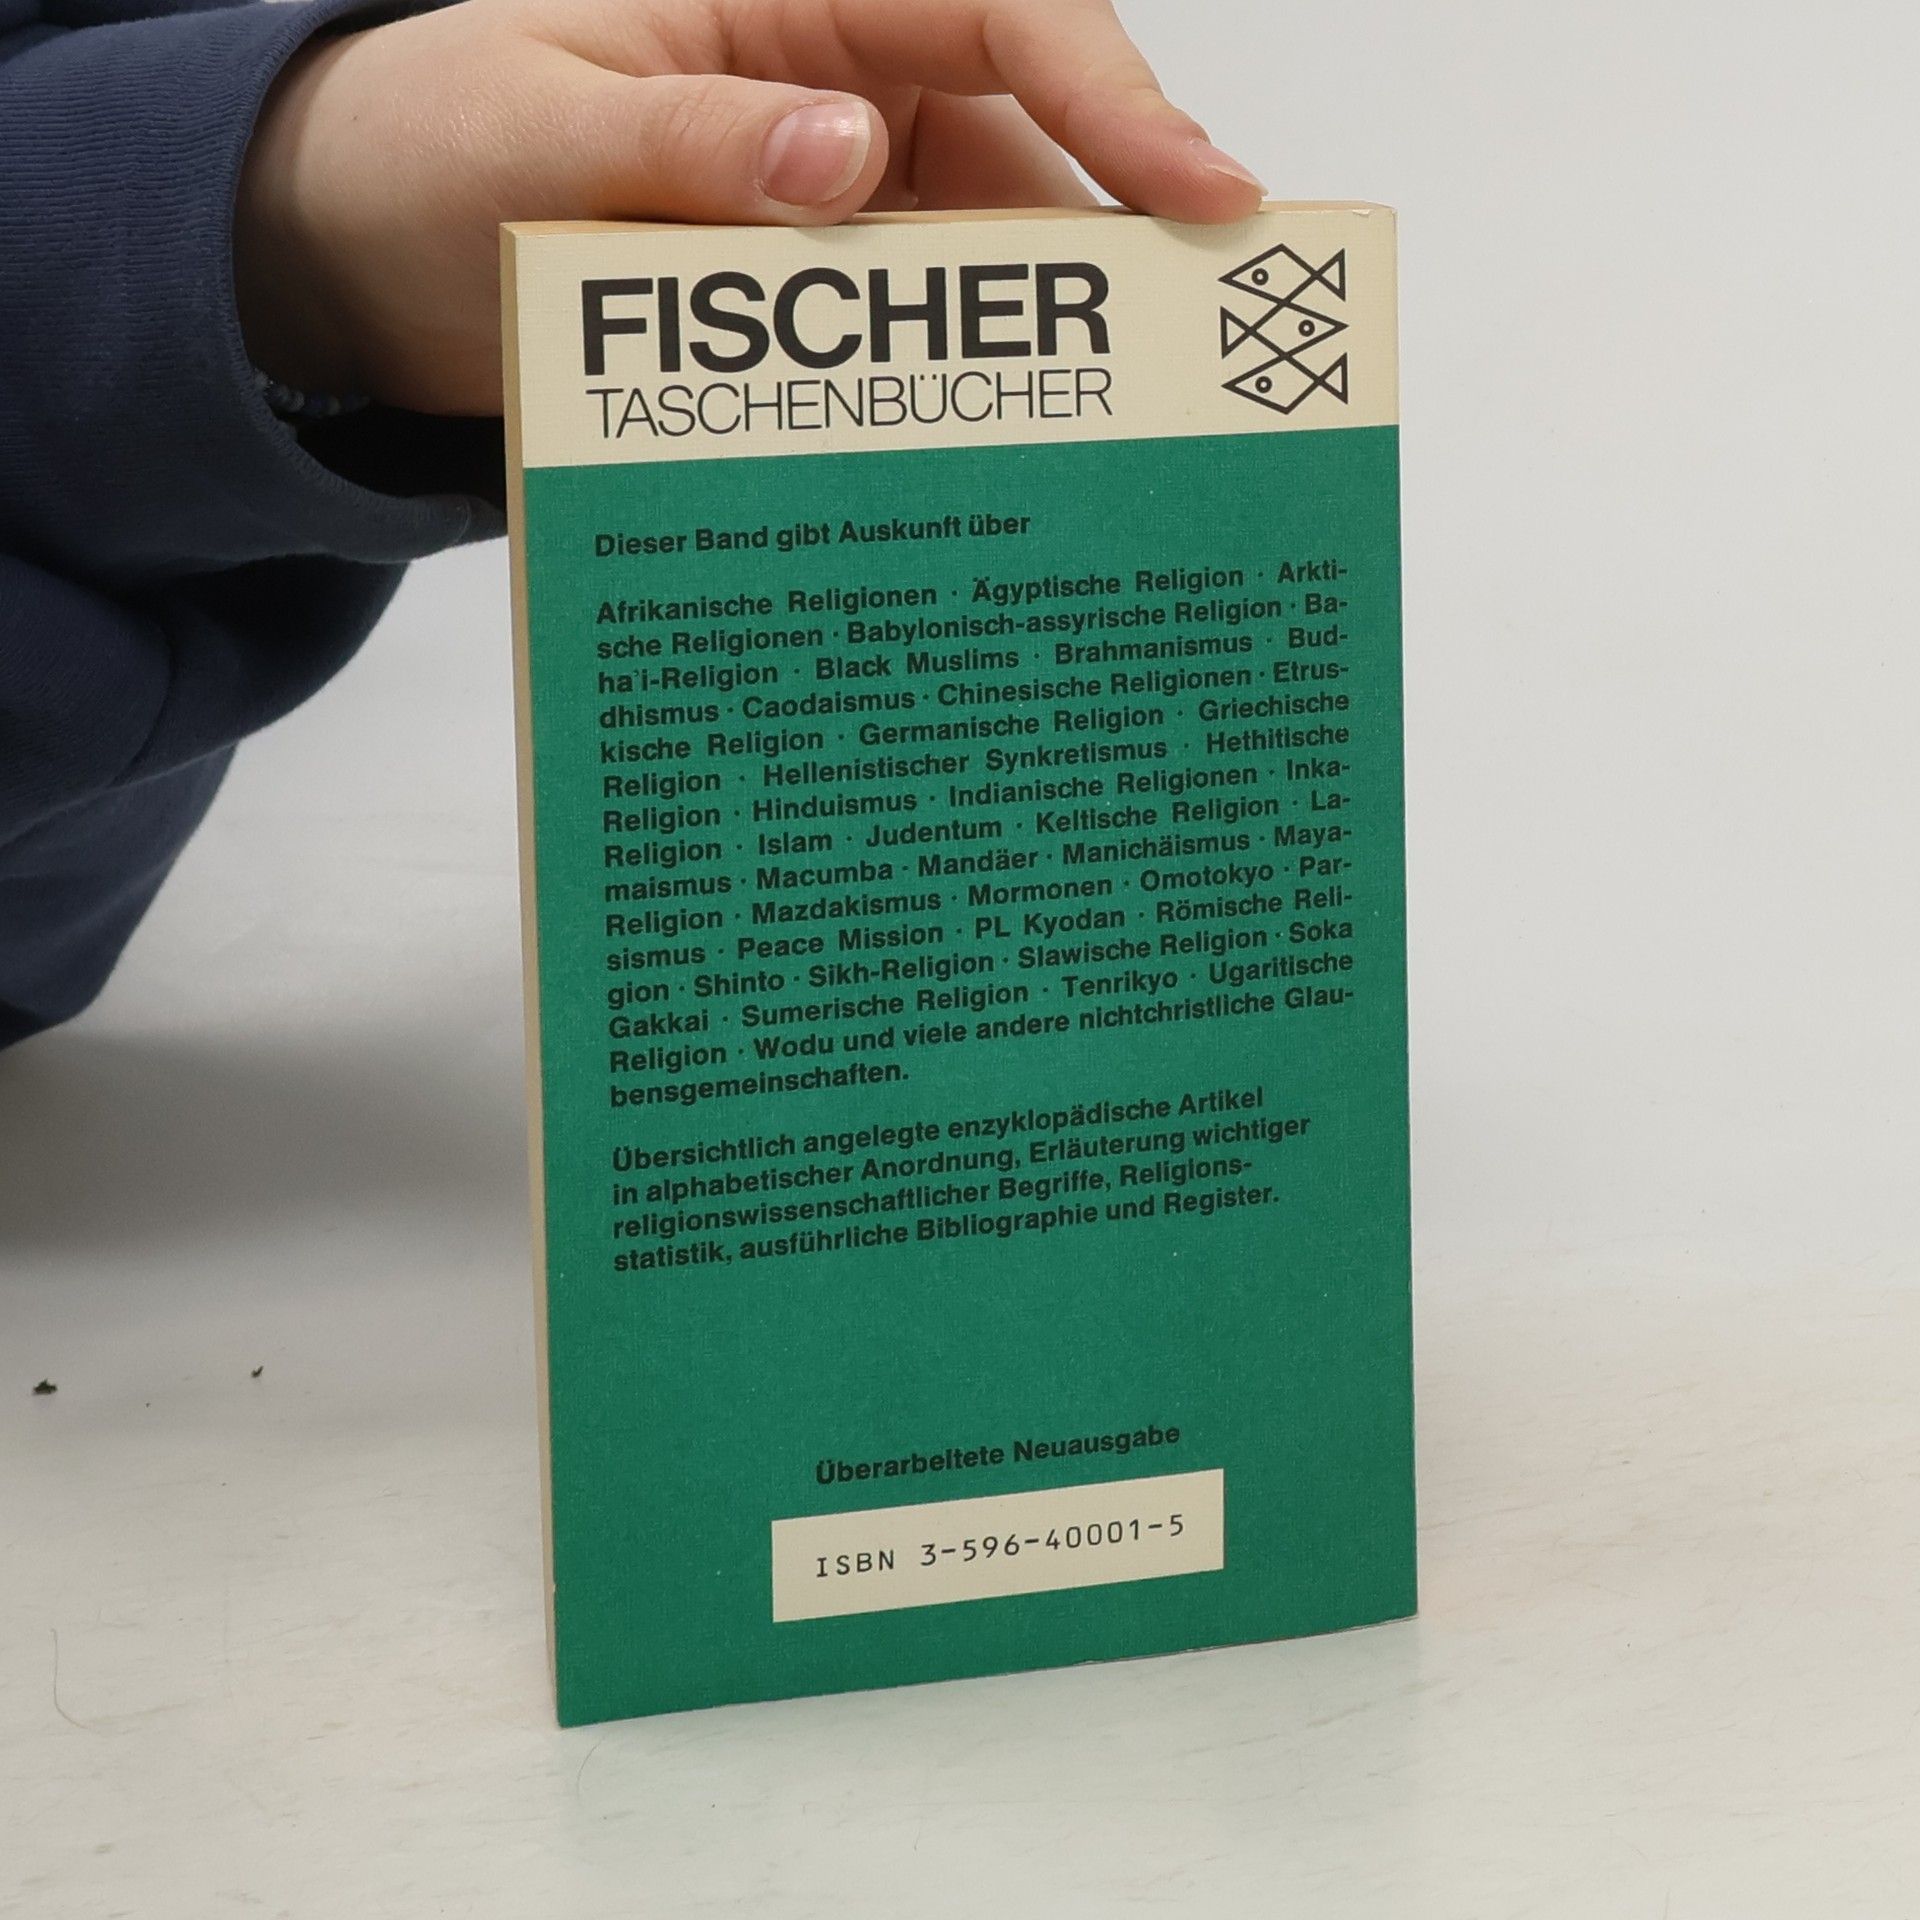 FISCHER
TASCHENBÜCHER
Dieser Band gibt Auskunft über
Afrikanische Religionen · Ägyptische Religion · Arkti-
sche Religionen · Babylonisch-assyrische Religion · Ba-
ha'i-Religion · Black Muslims · Brahmanismus · Bud-
dhismus · Caodaismus · Chinesische Religionen · Etrus-
kische Religion · Germanische Religion · Griechische
Religion · Hellenistischer Synkretismus · Hethitische
Religion · Hinduismus · Indianische Religionen · Inka-
Religion · Islam · Judentum · Keltische Religion · La-
maismus · Macumba · Mandäer · Manichäismus · Maya-
Religion · Mazdakismus · Mormonen · Omotokyo · Par-
sismus · Peace Mission · PL Kyodan · Römische Reli-
gion · Shinto · Sikh-Religion · Slawische Religion · Soka
Gakkai · Sumerische Religion · Tenrikyo · Ugaritische
Religion · Wodu und viele andere nichtchristliche Glau-
bensgemeinschaften.
Übersichtlich angelegte enzyklopädische Artikel
in alphabetischer Anordnung, Erläuterung wichtiger
religionswissenschaftlicher Begriffe, Religions-
statistik, ausführliche Bibliographie und Register.
Überarbeitete Neuausgabe
ISBN 3-596-40001-5